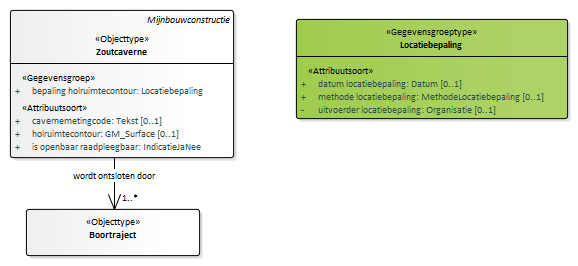 Mijnbouwconstructie
«Objecttype»
Zoutcaverne
«Gegevensgroep»
+ bepaling holruimtecontour: Locatiebepaling
«Attribuutsoort»
+ cavernemetingcode: Tekst [0..1]
+ holruimtecontour: GM_Surface [0..1]
+ is openbaar raadpleegbaar: IndicatieJaNee
wordt ontsloten door
1..*
«Objecttype»
Boortraject
«Gegevensgroeptype»
Locatiebepaling
«Attribuutsoort»
+ datum locatiebepaling: Datum [0..1]
+ methode locatiebepaling: MethodeLocatiebepaling [0..1]
- uitvoerder locatiebepaling: Organisatie [0..1]